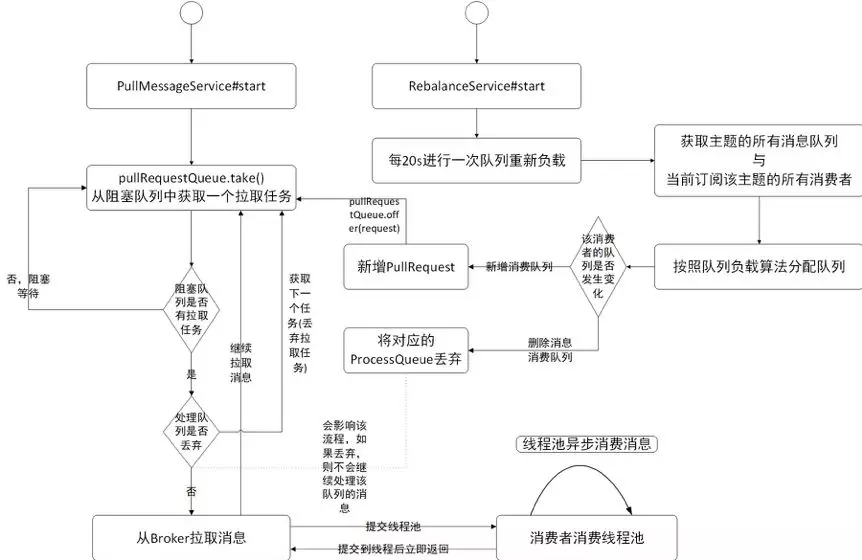 PullMessageService#start
RebalanceService#start
pullRequestQueue.take()
从阻塞队列中获取一个拉取任务
每20s进行一次队列重新负载
获取主题的所有消息队列
与
当前订阅该主题的所有消费者
pullReques
tQueue.off
er(request)
新增PullRequest
新增消费队列
该消费
者的队
列是否
发生变
化
按照队列负载算法分配队列
否，阻塞
等待
阻塞队
列是否
有拉取
任务
获取
下一
个任
务(丢
弃拉
取任
务)
继续
拉取
消息
将对应的
ProcessQueue丢弃
删除消息
消费队列
是
处理队
列是否
丢弃
会影响该
流程，如
果丢弃，
则不会继
续处理该
队列的消
息
线程池异步消费消息
否
从Broker拉取消息
提交线程池
提交到线程后立即返回
消费者消费线程池